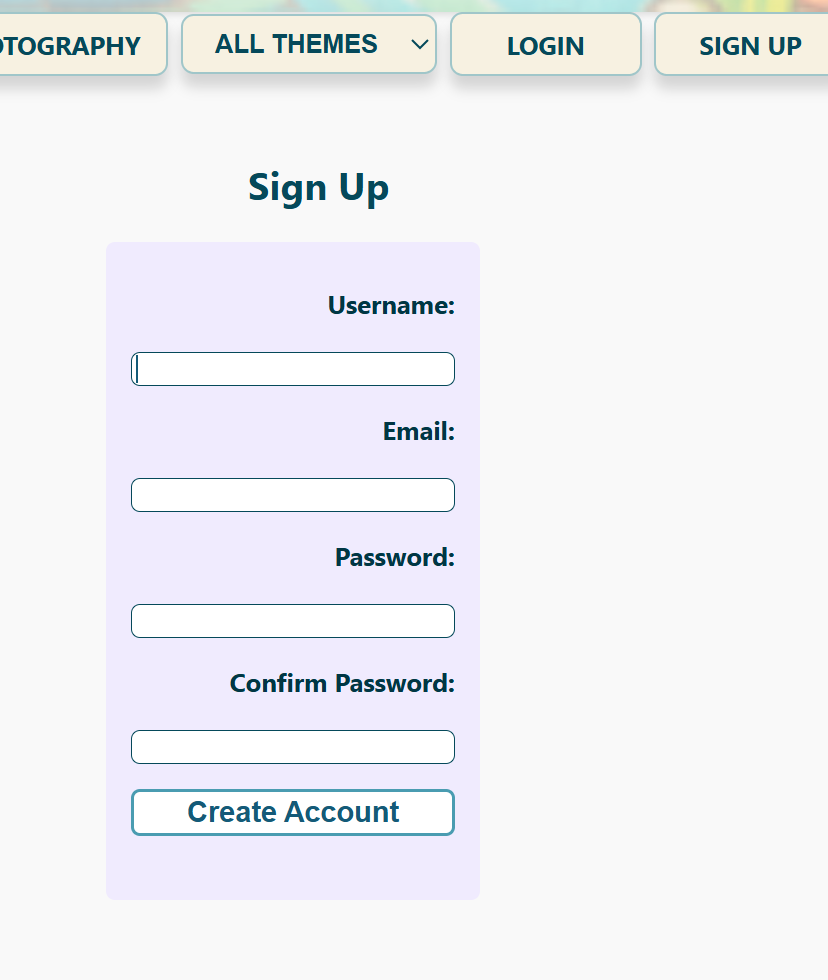 OTOGRAPHY
ALL THEMES
LOGIN
SIGN UP
Sign Up
Username:
Email:
Password:
Confirm Password:
Create Account